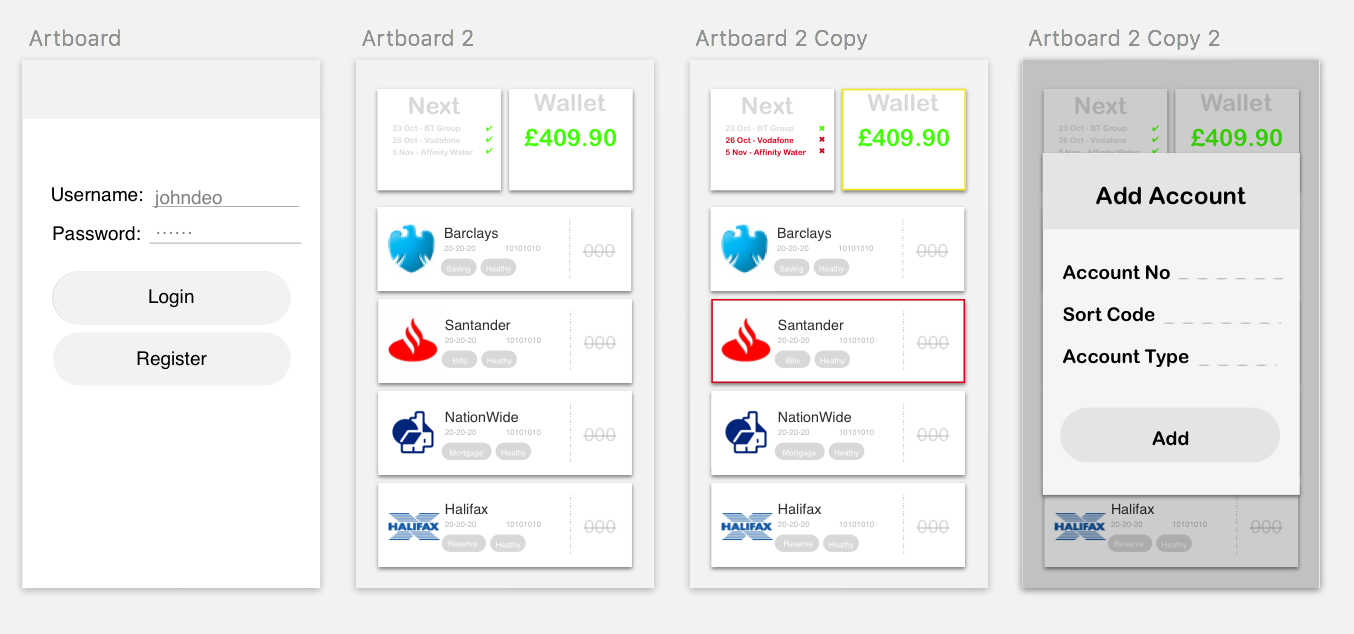 Artboard
Username: johndeo
Password: ······
Login
Register
Artboard 2
Next
23 Oct - BT Group ✔
26 Oct - Vodafone ✔
5 Nov - Affinity Water ✔
Wallet
£409.90
Barclays
20-20-20 10101010
Saving Heathy
000
Santander
20-20-20 10101010
Bills Heathy
000
NationWide
20-20-20 10101010
Mortgage Heathy
000
HALIFAX
Halifax
20-20-20 10101010
Reserve Heathy
000
Artboard 2 Copy
Next
23 Oct - BT Group ✖
26 Oct - Vodafone ✖
5 Nov - Affinity Water ✖
Wallet
£409.90
Barclays
20-20-20 10101010
Saving Heathy
000
Santander
20-20-20 10101010
Bills Heathy
000
NationWide
20-20-20 10101010
Mortgage Heathy
000
HALIFAX
Halifax
20-20-20 10101010
Reserve Heathy
000
Artboard 2 Copy 2
Next
23 Oct - BT Group ✔
26 Oct - Vodafone ✔
5 Nov - Affinity Water ✔
Wallet
£409.90
Add Account
Account No
Sort Code
Account Type
Add
HALIFAX
Halifax
20-20-20 10101010
Reserve Heathy
000